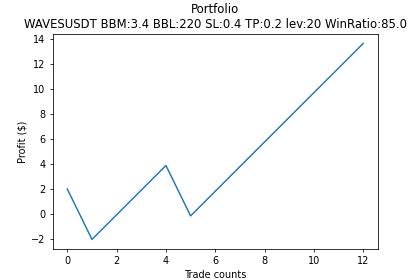 Portfolio
WAVESUSDT BBM:3.4 BBL:220 SL:0.4 TP:0.2 lev:20 WinRatio:85.0
14
12
10
8
6
4
2
0
−2
Profit ($)
0 2 4 6 8 10 12
Trade counts